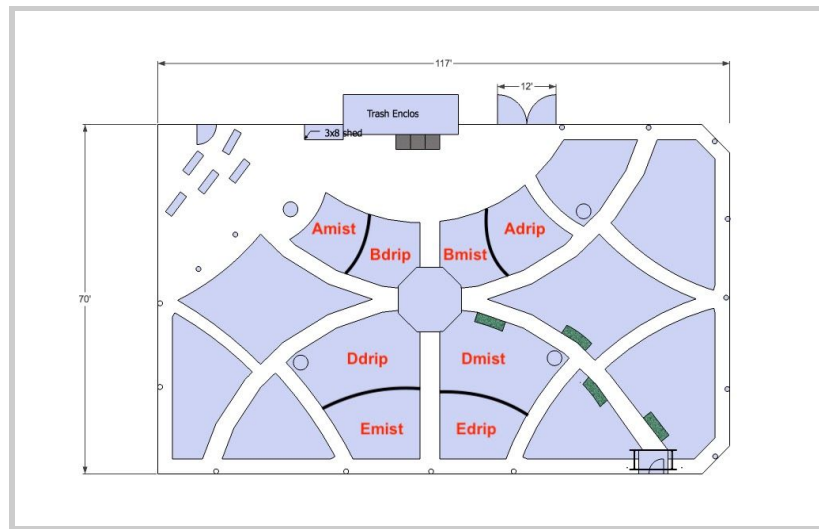 117'
12'
Trash Enclos
3x8 shed
Amist
Adrip
Bdrip
Bmist
70'
Ddrip
Dmist
Emist
Edrip